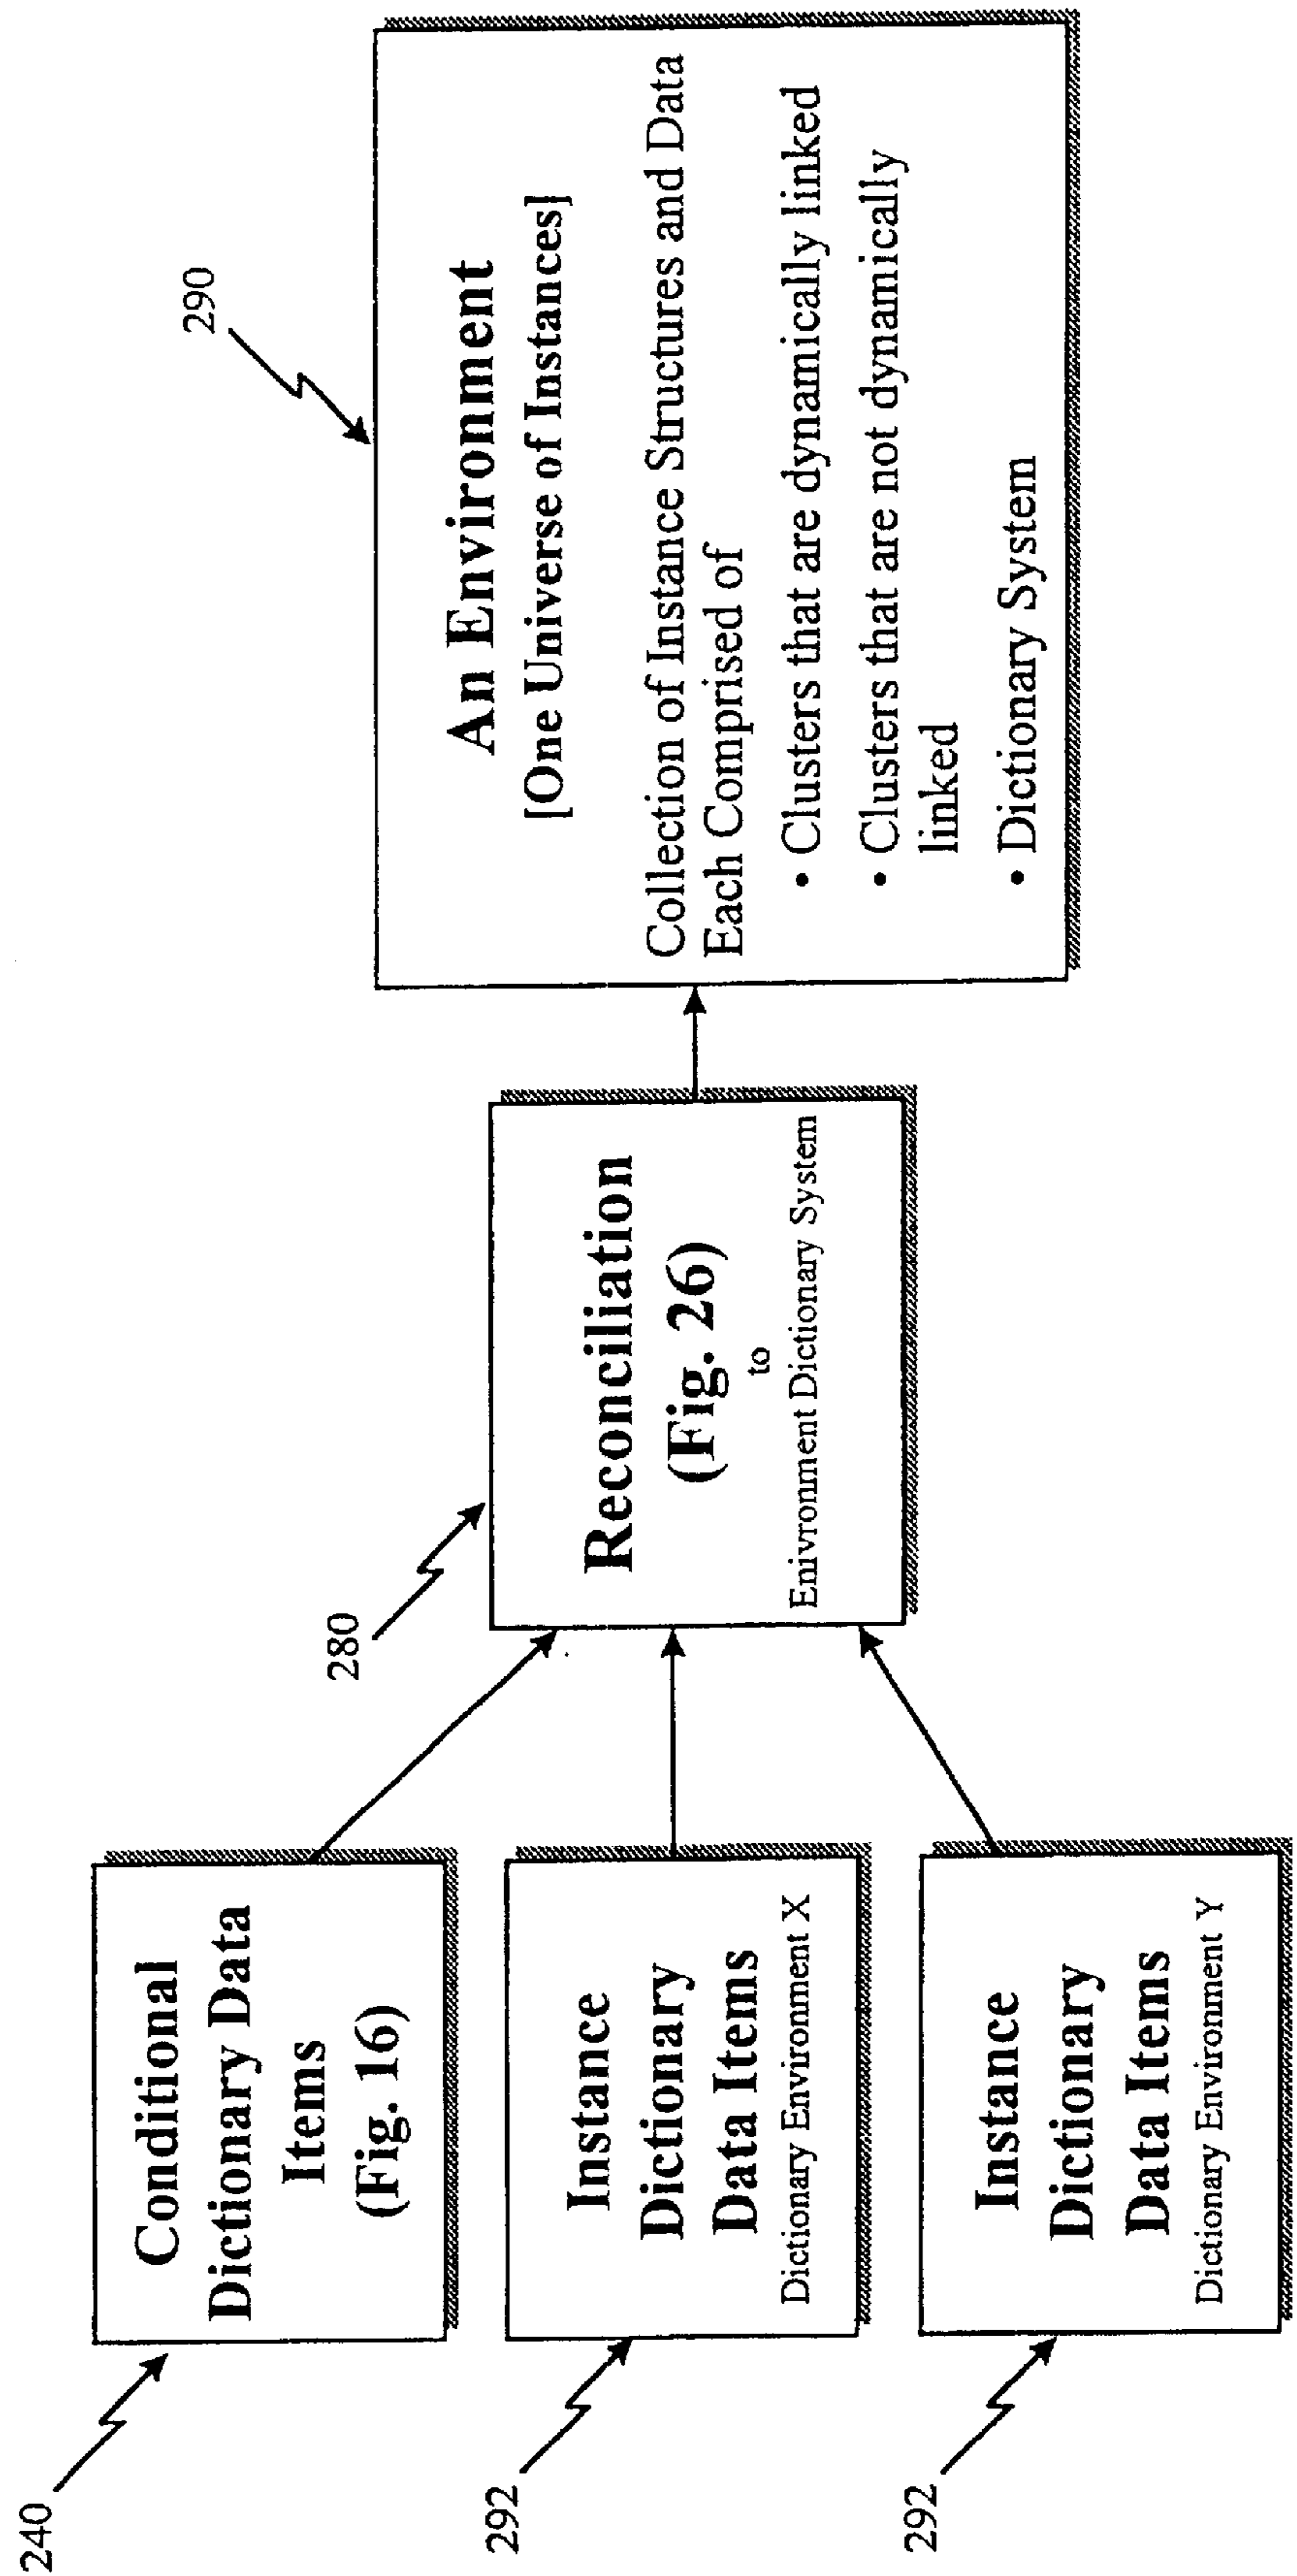 240
Conditional
Dictionary Data
Items
(Fig. 16)
292
Instance
Dictionary
Data Items
Dictionary Environment X
292
Instance
Dictionary
Data Items
Dictionary Environment Y
280
Reconciliation
(Fig. 26)
to
Enivronment Dictionary System
290
An Environment
[One Universe of Instances]
Collection of Instance Structures and Data
Each Comprised of
• Clusters that are dynamically linked
• Clusters that are not dynamically
linked
• Dictionary System